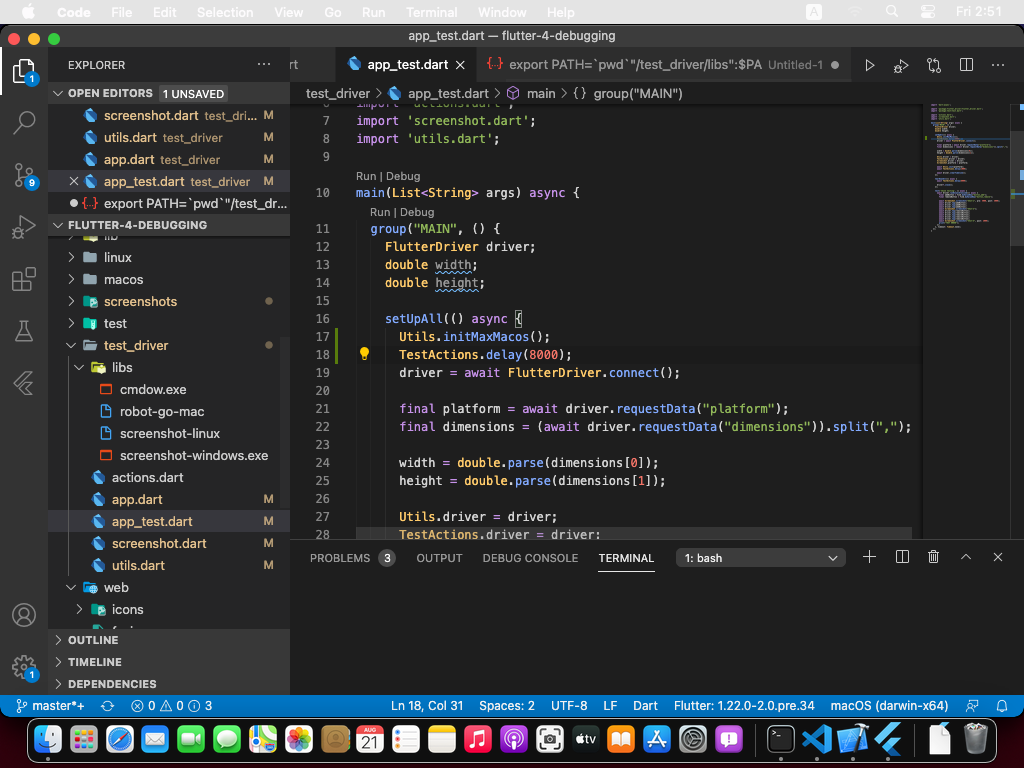 Code File Edit Selection View Go Run Terminal Window Help A Fri 2:51
app_test.dart — flutter-4-debugging
EXPLORER
OPEN EDITORS 1 UNSAVED
screenshot.dart test_dri... M
utils.dart test_driver M
app.dart test_driver M
app_test.dart test_driver M
export PATH=`pwd`"/test_dr...
FLUTTER-4-DEBUGGING
lib
linux
macos
screenshots
test
test_driver
libs
cmdow.exe
robot-go-mac
screenshot-linux
screenshot-windows.exe
actions.dart
app.dart M
app_test.dart M
screenshot.dart M
utils.dart M
web
icons
OUTLINE
TIMELINE
DEPENDENCIES
1
9
1
rt app_test.dart export PATH=`pwd`"/test_driver/libs":$PA Untitled-1
test_driver > app_test.dart > main > {} group("MAIN")
6 import 'actions.dart';
7 import 'screenshot.dart';
8 import 'utils.dart';
9
Run | Debug
10 main(List<String> args) async {
Run | Debug
11 group("MAIN", () {
12 FlutterDriver driver;
13 double width;
14 double height;
15
16 setUpAll(() async {
17 Utils.initMaxMacos();
18 TestActions.delay(8000);
19 driver = await FlutterDriver.connect();
20
21 final platform = await driver.requestData("platform");
22 final dimensions = (await driver.requestData("dimensions")).split(",");
23
24 width = double.parse(dimensions[0]);
25 height = double.parse(dimensions[1]);
26
27 Utils.driver = driver;
28 TestActions.driver = driver;
PROBLEMS 3 OUTPUT DEBUG CONSOLE TERMINAL 1: bash
master*+ 0 0 3 Ln 18, Col 31 Spaces: 2 UTF-8 LF Dart Flutter: 1.22.0-2.0.pre.34 macOS (darwin-x64)
AUG
21
tv